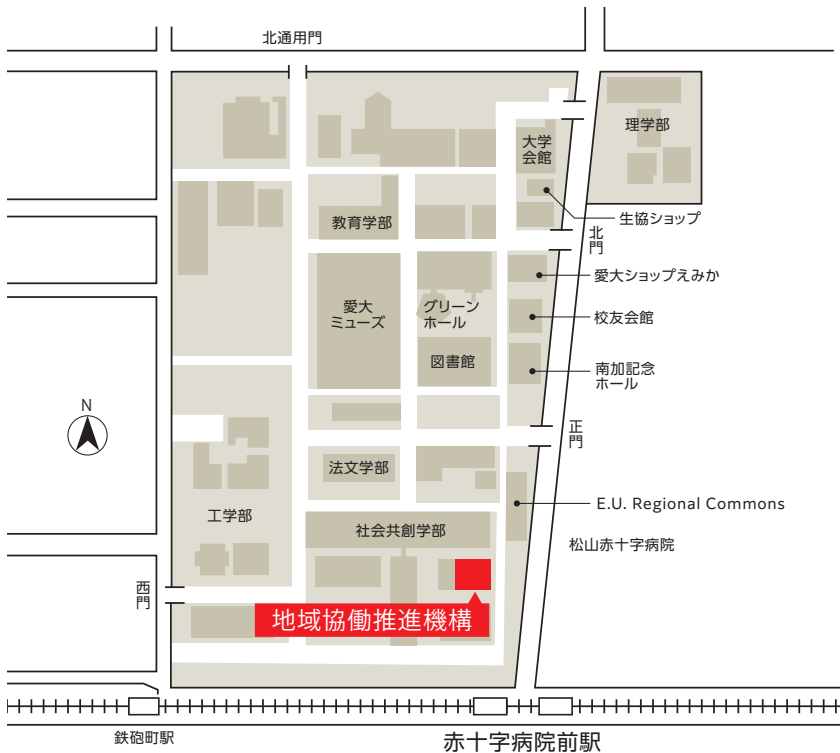 北通用門
理学部
大学
会館
生協ショップ
教育学部
北門
愛大ショップえみか
愛大
ミューズ
グリーン
ホール
校友会館
図書館
南加記念
ホール
N
正門
法文学部
E.U. Regional Commons
工学部
社会共創学部
松山赤十字病院
西門
地域協働推進機構
鉄砲町駅
赤十字病院前駅